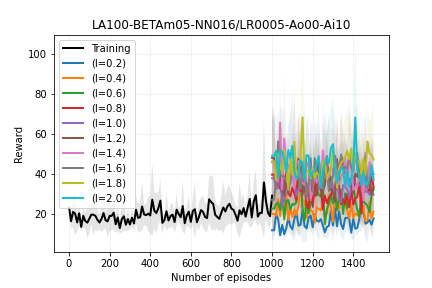 LA100-BETAm05-NN016/LR0005-Ao00-Ai10
100
80
60
40
20
Reward
Training
(l=0.2)
(l=0.4)
(l=0.6)
(l=0.8)
(l=1.0)
(l=1.2)
(l=1.4)
(l=1.6)
(l=1.8)
(l=2.0)
0 200 400 600 800 1000 1200 1400
Number of episodes